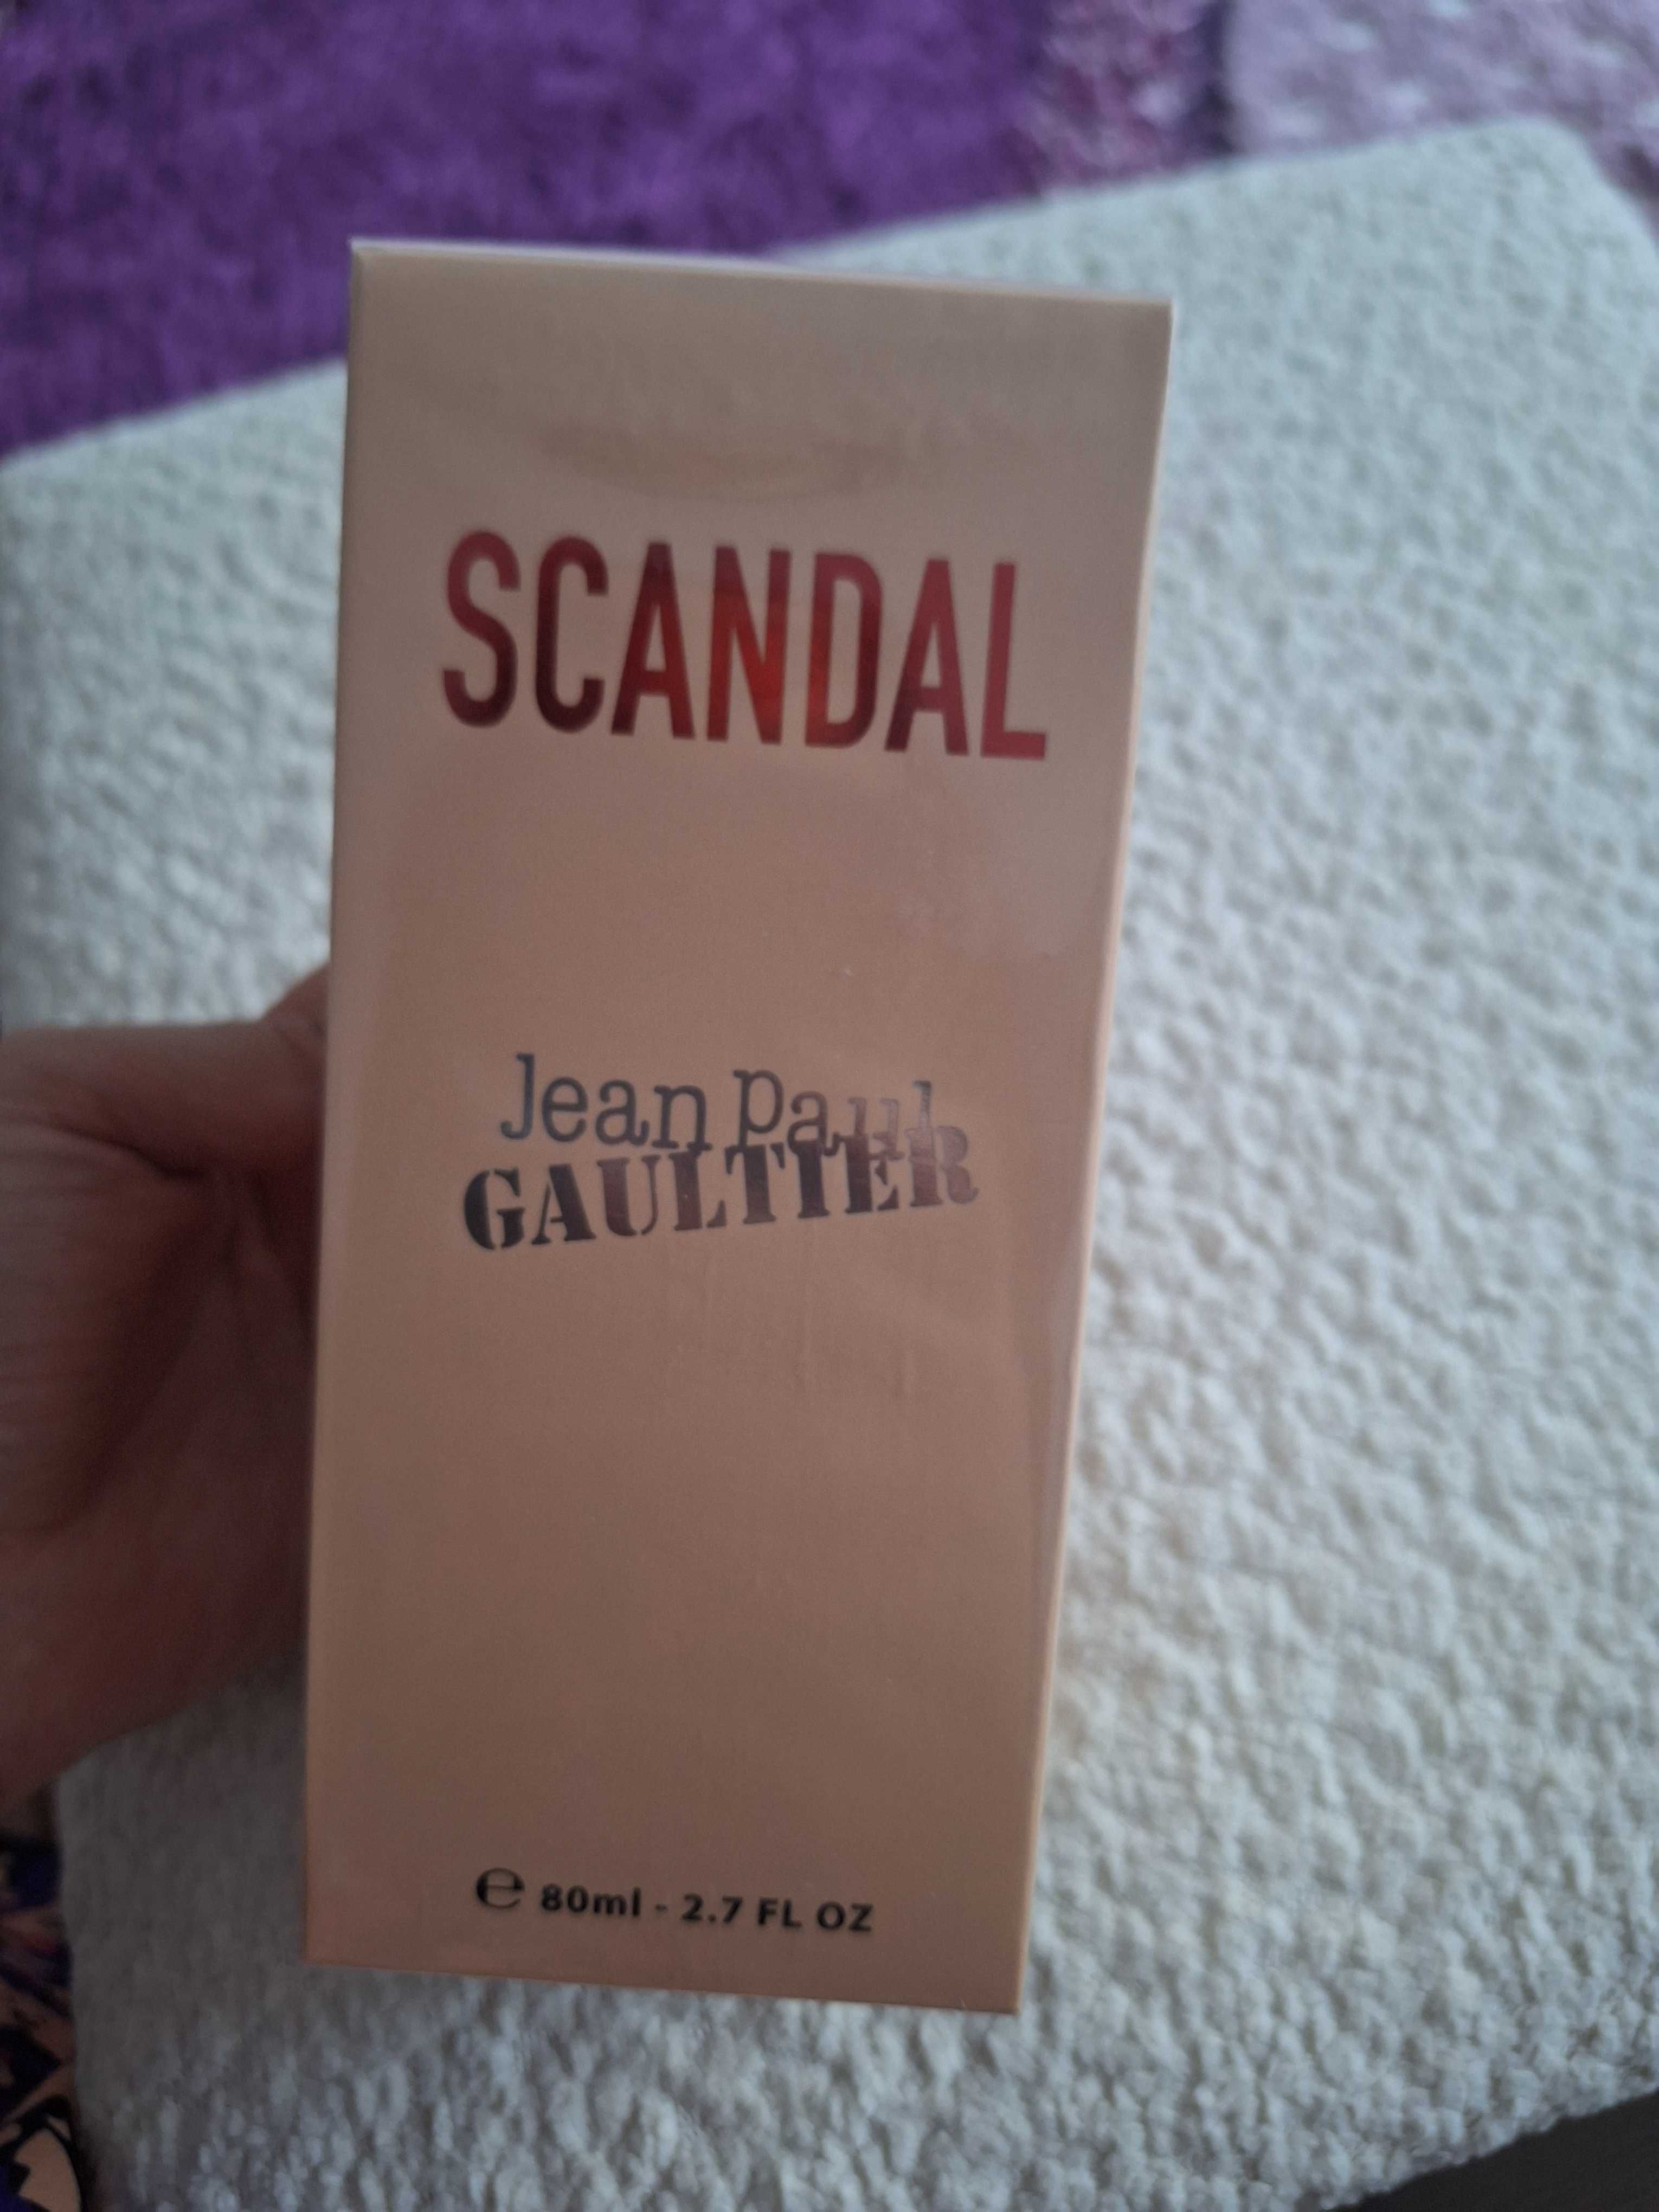 SCANDAL
Jean Paul
GAULTIER
℮ 80ml - 2.7 FL OZ